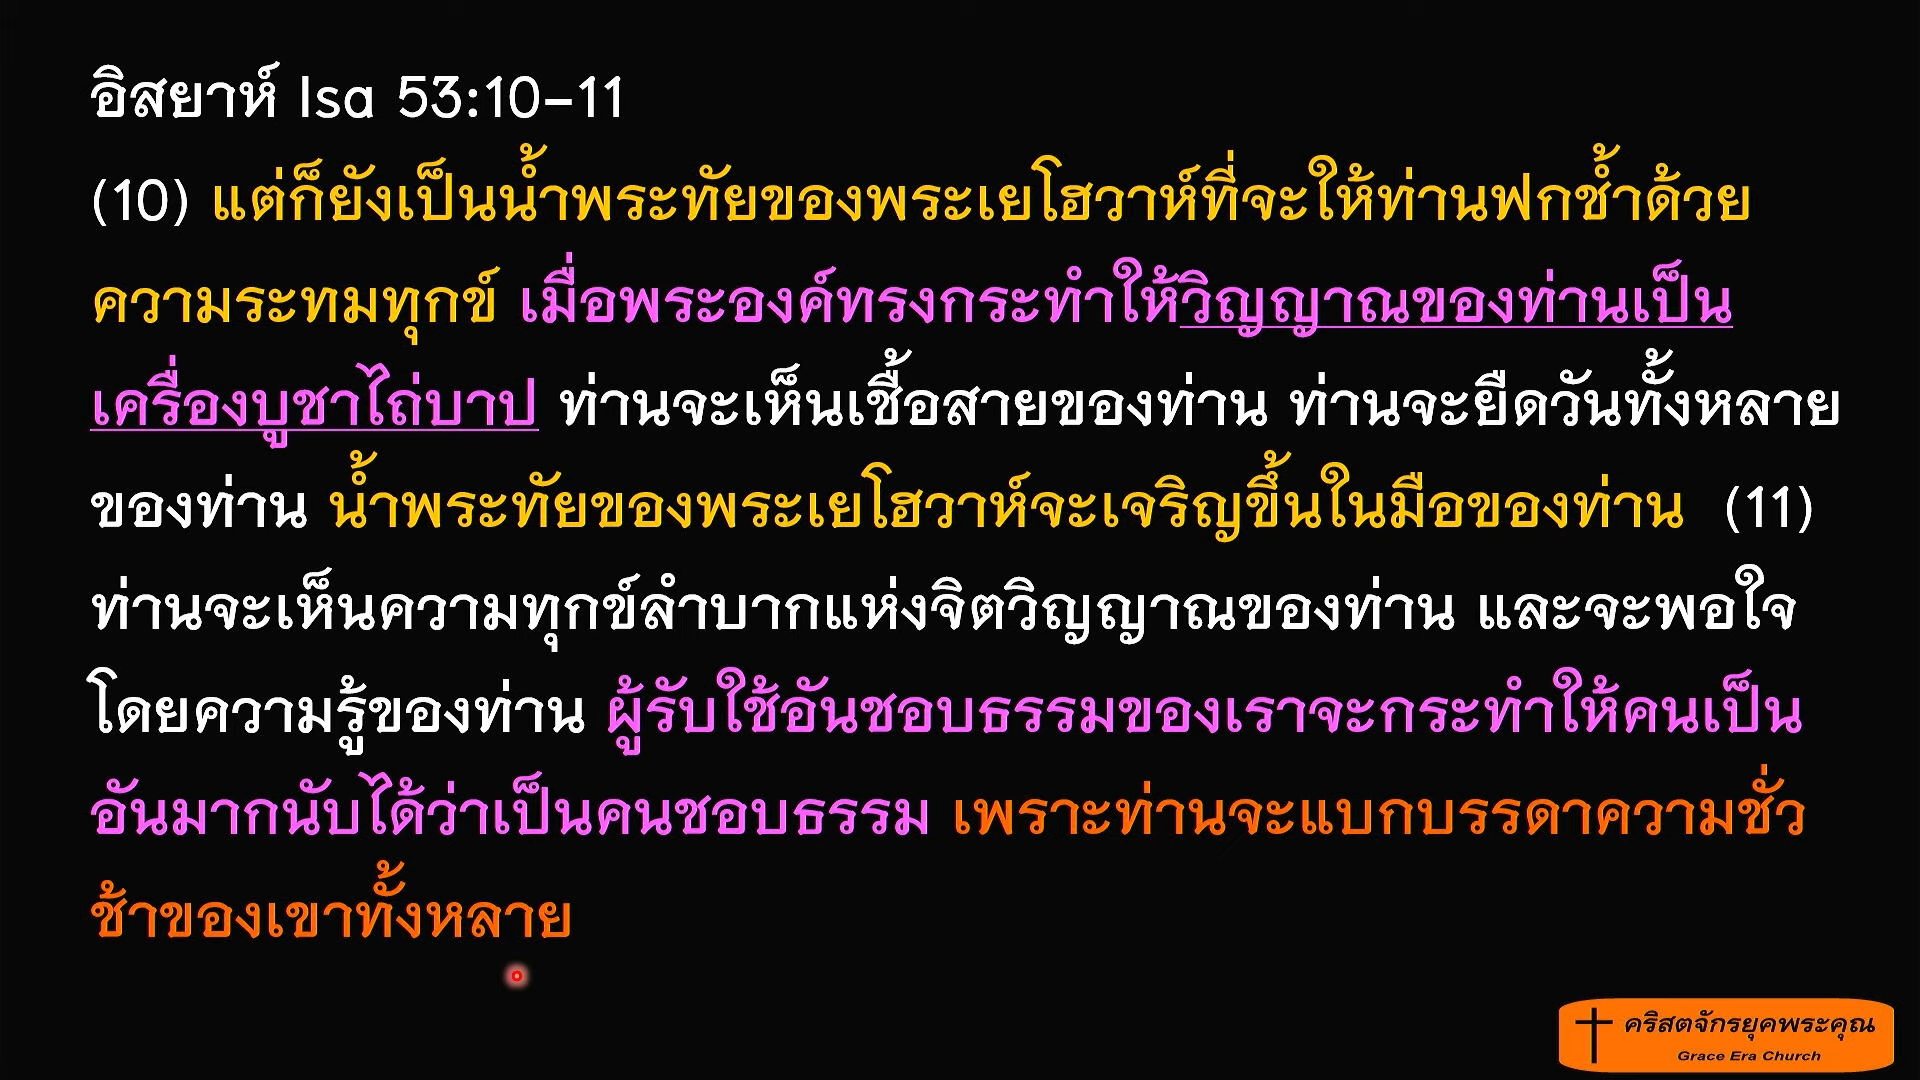 อิสยาห์ Isa 53:10-11
(10) แต่ก็ยังเป็นน้ำพระทัยของพระเยโฮวาห์ที่จะให้ท่านฟกช้ำด้วย
ความระทมทุกข์ เมื่อพระองค์ทรงกระทำให้วิญญาณของท่านเป็น
เครื่องบูชาไถ่บาป ท่านจะเห็นเชื้อสายของท่าน ท่านจะยืดวันทั้งหลาย
ของท่าน น้ำพระทัยของพระเยโฮวาห์จะเจริญขึ้นในมือของท่าน (11)
ท่านจะเห็นความทุกข์ลำบากแห่งจิตวิญญาณของท่าน และจะพอใจ
โดยความรู้ของท่าน ผู้รับใช้อันชอบธรรมของเราจะกระทำให้คนเป็น
อันมากนับได้ว่าเป็นคนชอบธรรม เพราะท่านจะแบกบรรดาความชั่ว
ช้าของเขาทั้งหลาย
คริสตจักรยุคพระคุณ
Grace Era Church